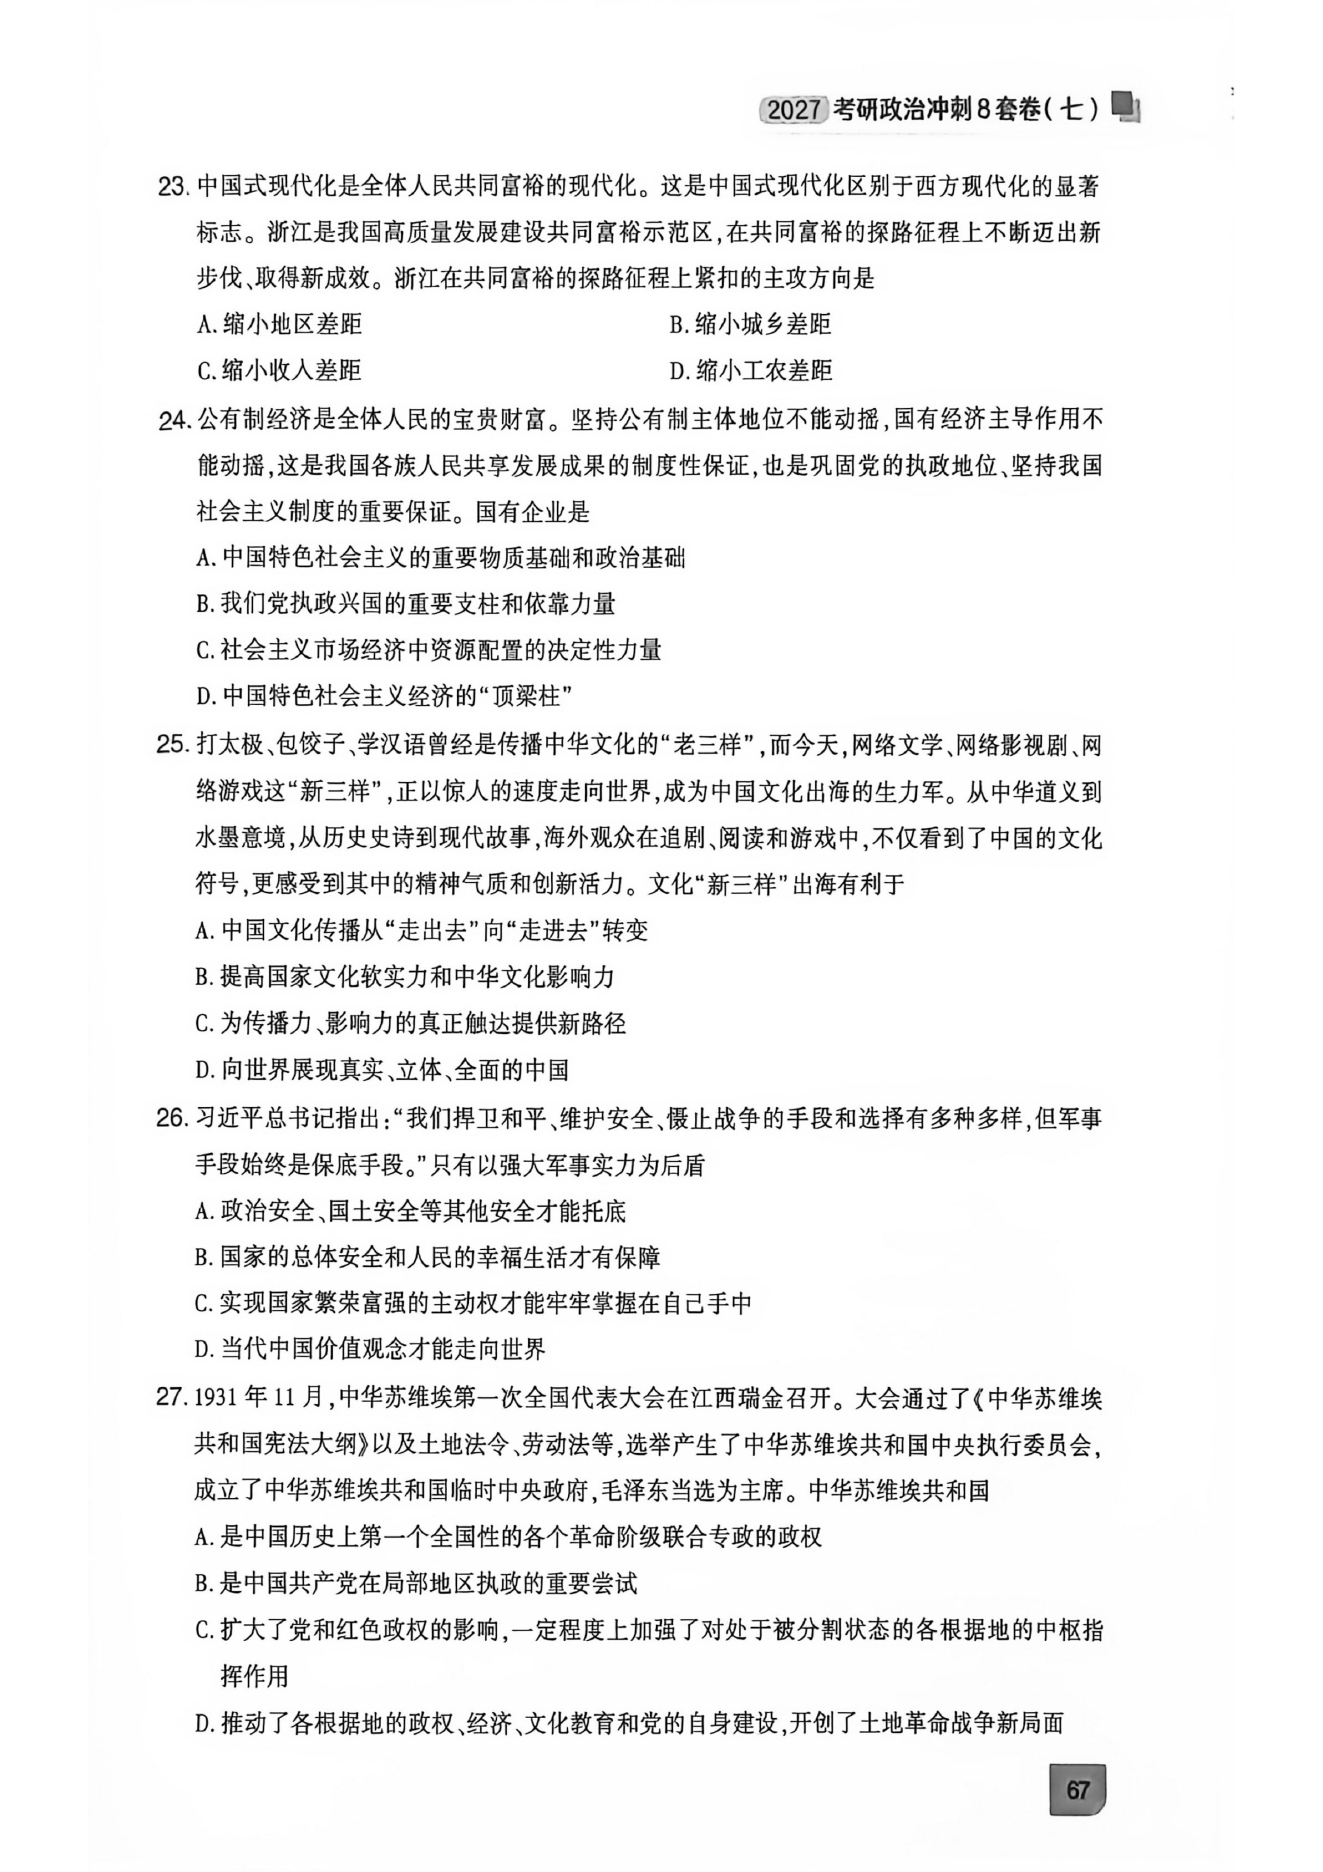 2027 考研政治冲刺8套卷(七)
23. 中国式现代化是全体人民共同富裕的现代化。这是中国式现代化区别于西方现代化的显著
标志。浙江是我国高质量发展建设共同富裕示范区,在共同富裕的探路征程上不断迈出新
步伐、取得新成效。浙江在共同富裕的探路征程上紧扣的主攻方向是
A. 缩小地区差距 B. 缩小城乡差距
C. 缩小收入差距 D. 缩小工农差距
24. 公有制经济是全体人民的宝贵财富。坚持公有制主体地位不能动摇,国有经济主导作用不
能动摇,这是我国各族人民共享发展成果的制度性保证,也是巩固党的执政地位、坚持我国
社会主义制度的重要保证。国有企业是
A. 中国特色社会主义的重要物质基础和政治基础
B. 我们党执政兴国的重要支柱和依靠力量
C. 社会主义市场经济中资源配置的决定性力量
D. 中国特色社会主义经济的“顶梁柱”
25. 打太极、包饺子、学汉语曾经是传播中华文化的“老三样”,而今天,网络文学、网络影视剧、网
络游戏这“新三样”,正以惊人的速度走向世界,成为中国文化出海的生力军。从中华道义到
水墨意境,从历史史诗到现代故事,海外观众在追剧、阅读和游戏中,不仅看到了中国的文化
符号,更感受到其中的精神气质和创新活力。文化“新三样”出海有利于
A. 中国文化传播从“走出去”向“走进去”转变
B. 提高国家文化软实力和中华文化影响力
C. 为传播力、影响力的真正触达提供新路径
D. 向世界展现真实、立体、全面的中国
26. 习近平总书记指出:“我们捍卫和平、维护安全、慑止战争的手段和选择有多种多样,但军事
手段始终是保底手段。”只有以强大军事实力为后盾
A. 政治安全、国土安全等其他安全才能托底
B. 国家的总体安全和人民的幸福生活才有保障
C. 实现国家繁荣富强的主动权才能牢牢掌握在自己手中
D. 当代中国价值观念才能走向世界
27. 1931 年 11 月,中华苏维埃第一次全国代表大会在江西瑞金召开。大会通过了《中华苏维埃
共和国宪法大纲》以及土地法令、劳动法等,选举产生了中华苏维埃共和国中央执行委员会,
成立了中华苏维埃共和国临时中央政府,毛泽东当选为主席。中华苏维埃共和国
A. 是中国历史上第一个全国性的各个革命阶级联合专政的政权
B. 是中国共产党在局部地区执政的重要尝试
C. 扩大了党和红色政权的影响,一定程度上加强了对处于被分割状态的各根据地的中枢指
挥作用
D. 推动了各根据地的政权、经济、文化教育和党的自身建设,开创了土地革命战争新局面
67